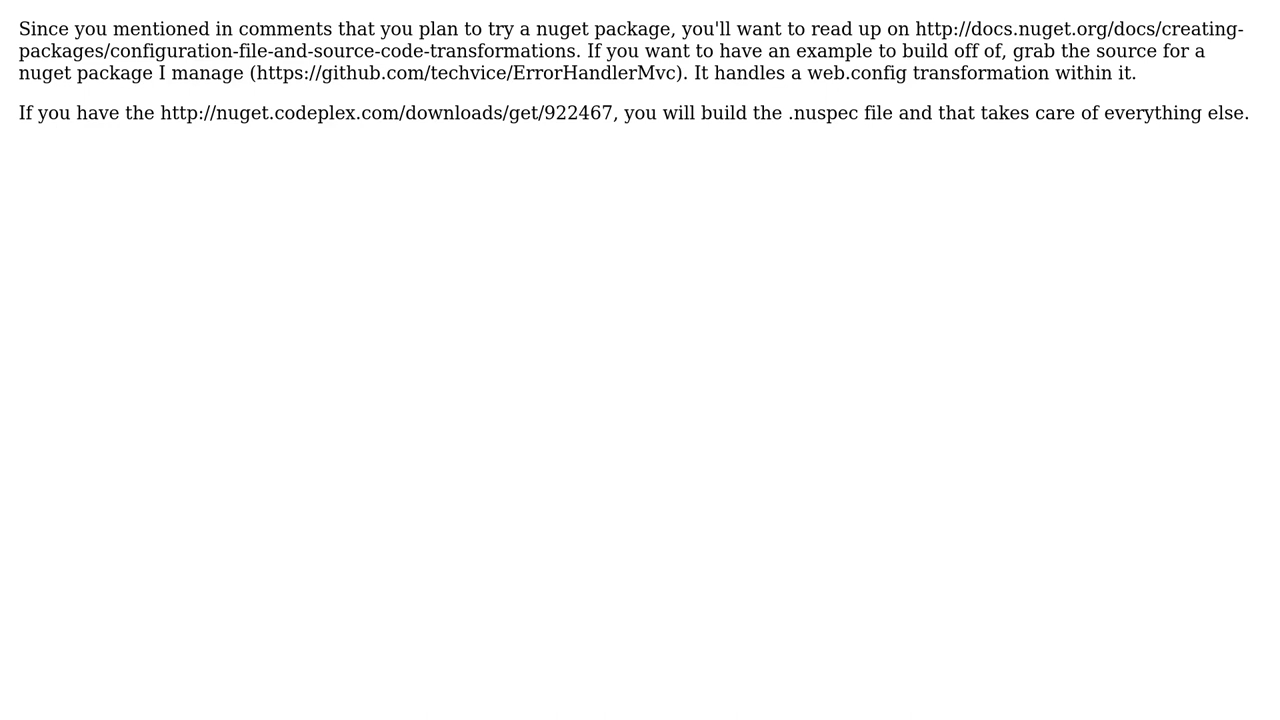 Since you mentioned in comments that you plan to try a nuget package, you'll want to read up on http://docs.nuget.org/docs/creating-
packages/configuration-file-and-source-code-transformations. If you want to have an example to build off of, grab the source for a
nuget package I manage (https://github.com/techvice/ErrorHandlerMvc). It handles a web.config transformation within it.
If you have the http://nuget.codeplex.com/downloads/get/922467, you will build the .nuspec file and that takes care of everything else.